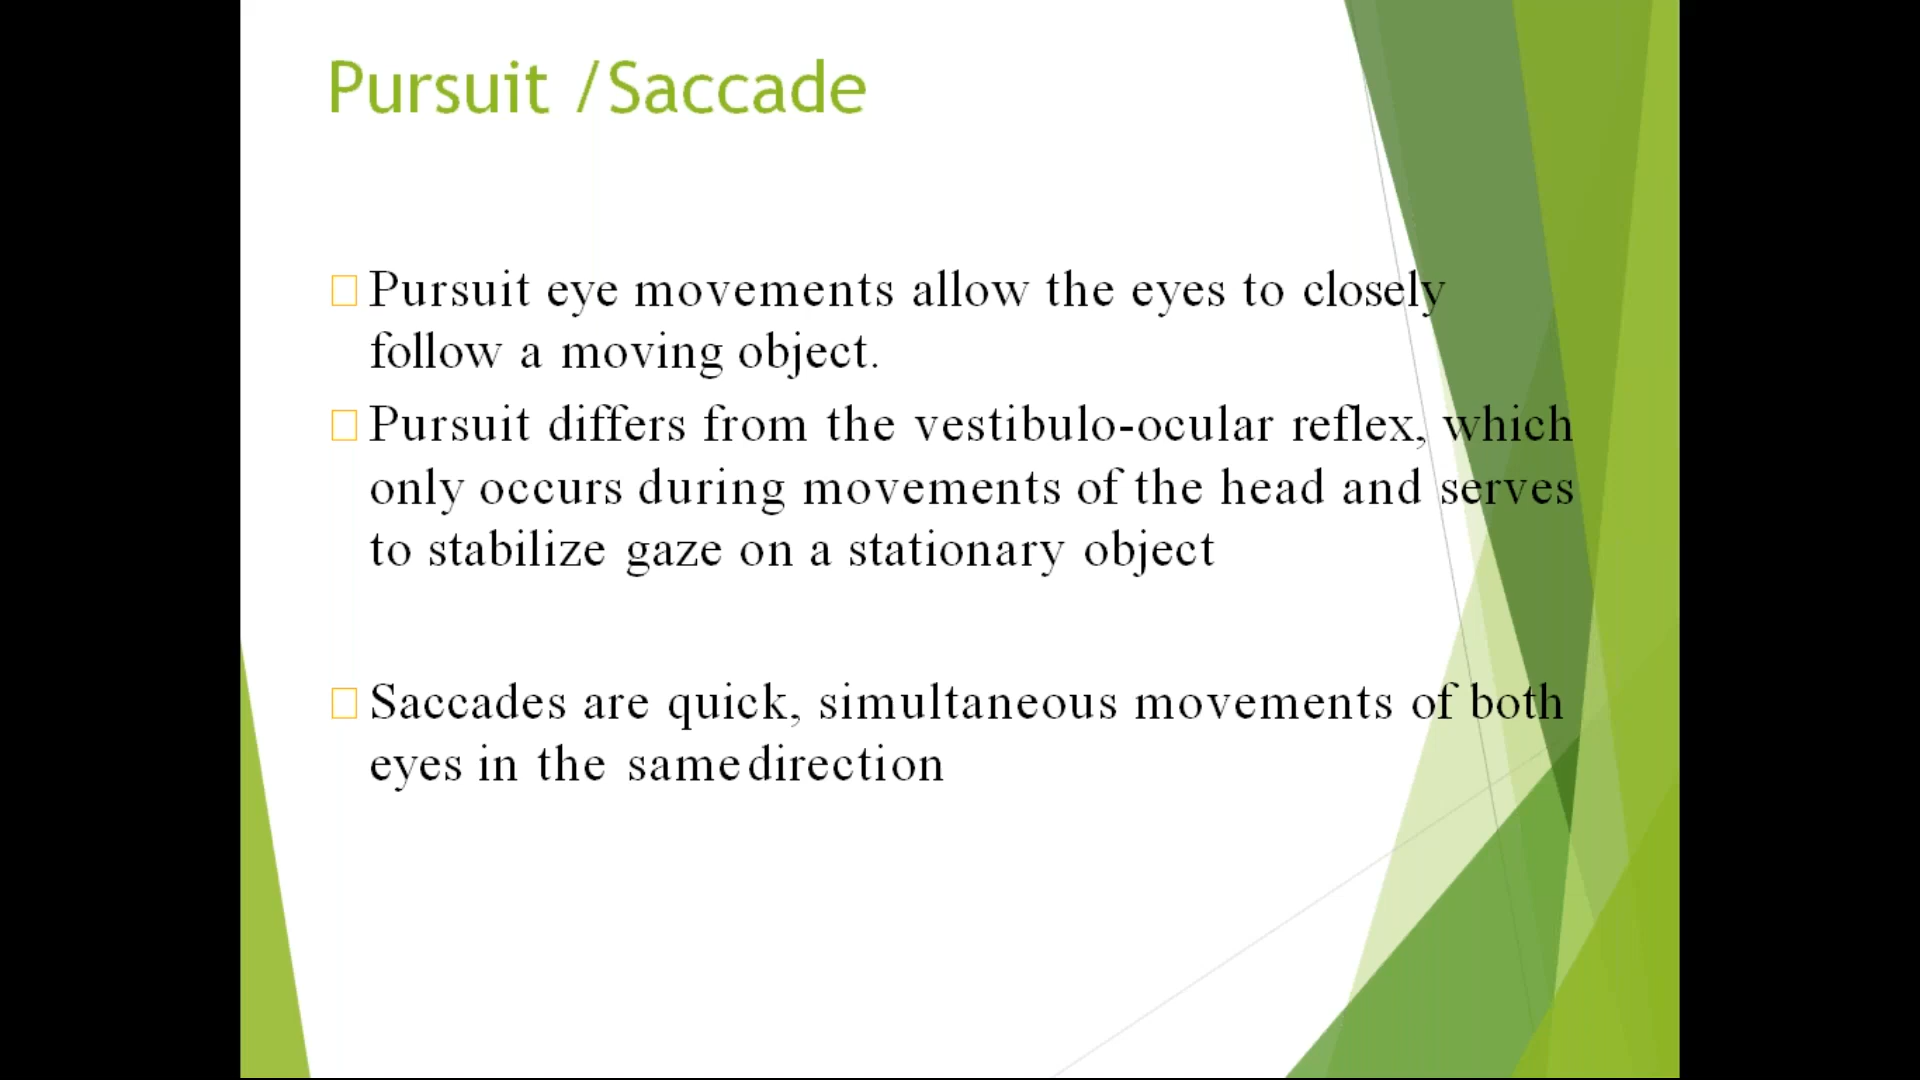 Pursuit /Saccade
Pursuit eye movements allow the eyes to closely
follow a moving object.
Pursuit differs from the vestibulo-ocular reflex, which
only occurs during movements of the head and serves
to stabilize gaze on a stationary object
Saccades are quick, simultaneous movements of both
eyes in the same direction